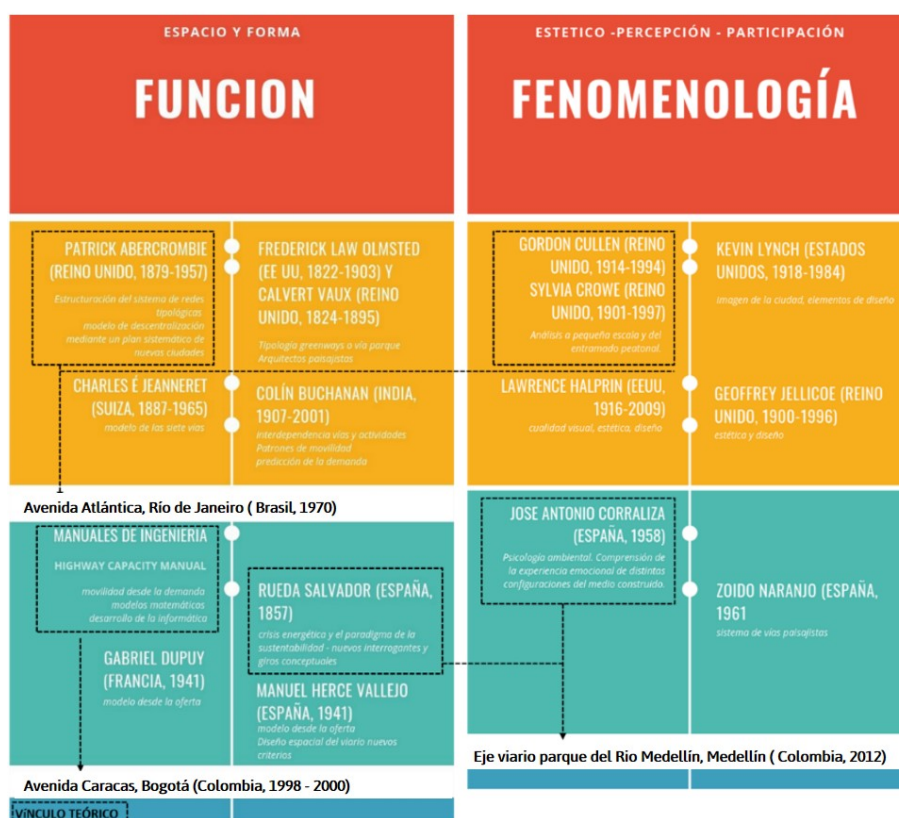 ESPACIO Y FORMA
FUNCION
PATRICK ABERCROMBIE
(REINO UNIDO, 1879-1957)
Estructuración del sistema de redes
tipológicas.
modelo de descentralización
mediante un plan sistemático de
nuevas ciudades
FREDERICK LAW OLMSTED
(EE UU, 1822-1903) Y
CALVERT VAUX (REINO
UNIDO, 1824-1895)
Tipología greenways o vía parque
Arquitectos paisajistas
CHARLES É JEANNERET
(SUIZA, 1887-1965)
modelo de las siete vias
COLÍN BUCHANAN (INDIA,
1907-2001)
interdependencia vías y actividades
Patrones de movilidad
predicción de la demanda
Avenida Atlántica, Río de Janeiro ( Brasil, 1970)
MANUALES DE INGENIERIA
HIGHWAY CAPACITY MANUAL
movilidad desde la demanda
modelos matemáticos
desarrollo de la informática
RUEDA SALVADOR (ESPAÑA,
1857)
crisis energética y el paradigma de la
sustentabilidad - nuevos interrogantes y
giros conceptuales
GABRIEL DUPUY
(FRANCIA, 1941)
modelo desde la oferta
MANUEL HERCE VALLEJO
(ESPAÑA, 1941)
modelo desde la oferta
Diseño espacial del viario nuevos
criterios
Avenida Caracas, Bogotá (Colombia, 1998 - 2000)
VíNCULO TEÓRICO
ESTETICO -PERCEPCIÓN - PARTICIPACIÓN
FENOMENOLOGÍA
GORDON CULLEN (REINO
UNIDO, 1914-1994)
SYLVIA CROWE (REINO
UNIDO, 1901-1997)
Análisis a pequeña escala y del
entramado peatonal.
KEVIN LYNCH (ESTADOS
UNIDOS, 1918-1984)
imagen de la ciudad, elementos de diseño
LAWRENCE HALPRIN (EEUU,
1916-2009)
cualidad visual, estética, diseño
GEOFFREY JELLICOE (REINO
UNIDO, 1900-1996)
estética y diseño
JOSE ANTONIO CORRALIZA
(ESPAÑA, 1958)
Psicología ambiental. Comprensión de
la experiencia emocional de distintas
configuraciones del medio construido.
ZOIDO NARANJO (ESPAÑA,
1961
sistema de vías paisajistas
Eje viario parque del Rio Medellín, Medellín ( Colombia, 2012)